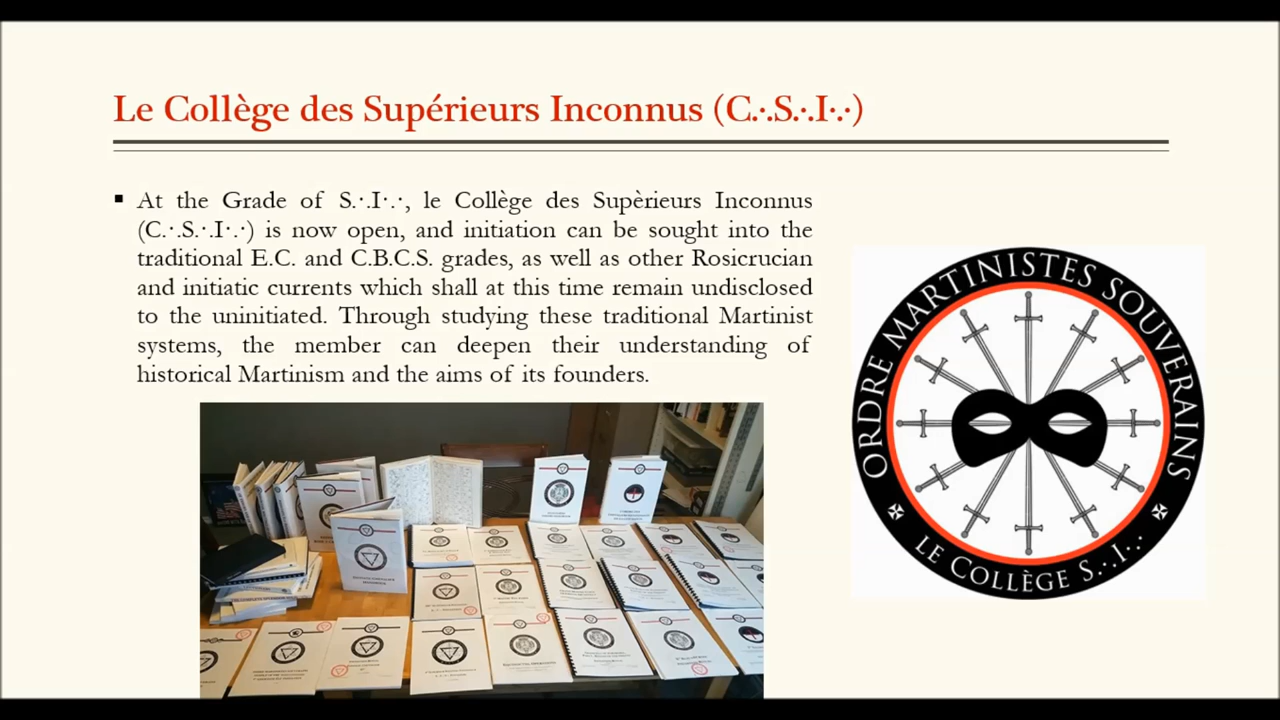 Le Collège des Supérieurs Inconnus (C∴S∴I∴)
▪ At the Grade of S∴I∴, le Collège des Supèrieurs Inconnus
(C∴S∴I∴) is now open, and initiation can be sought into the
traditional E.C. and C.B.C.S. grades, as well as other Rosicrucian
and initiatic currents which shall at this time remain undisclosed
to the uninitiated. Through studying these traditional Martinist
systems, the member can deepen their understanding of
historical Martinism and the aims of its founders.
ORDRE MARTINISTES SOUVERAINS
LE COLLÈGE S∴I∴